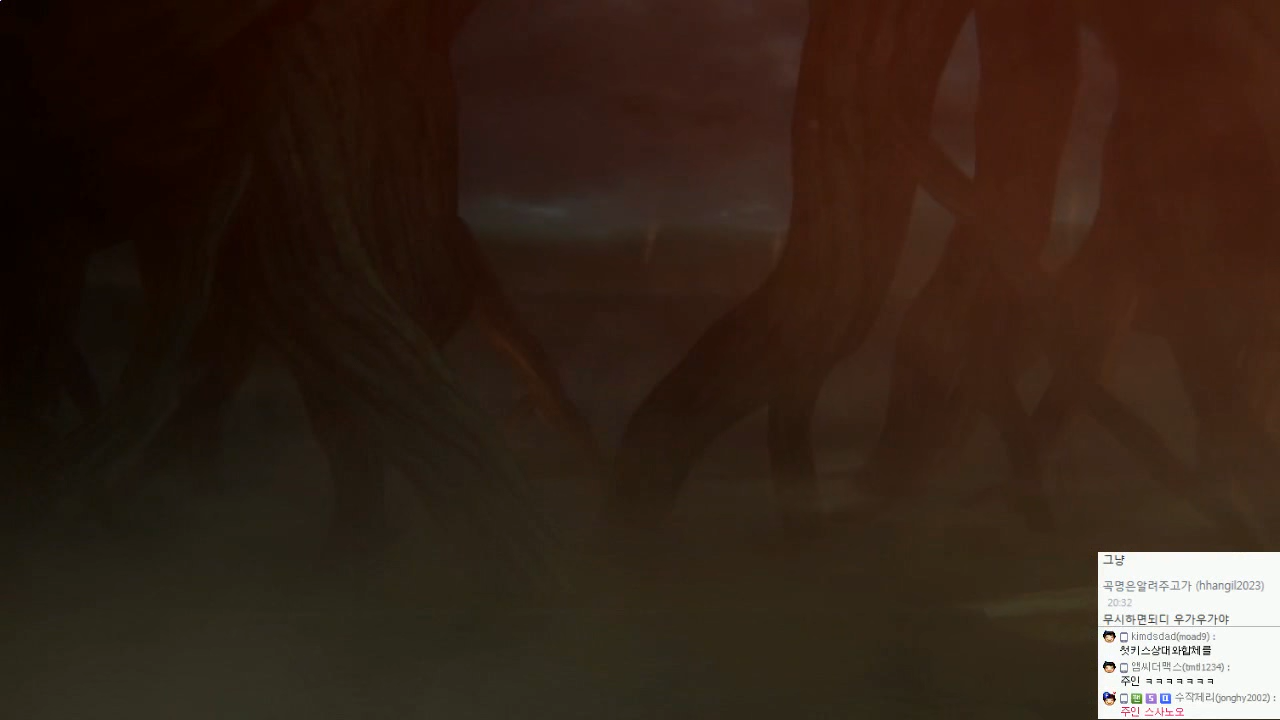 그냥
곡명은알려주고가 (hhangil2023)
20:32
무시하면되디 우가우가야
kimdsdad(moad9) :
첫키스상대와합체를
앰씨더맥스(tmtl1234) :
주인 ㅋㅋㅋㅋㅋㅋㅋ
수작제리(jonghy2002) :
주인 스사노오